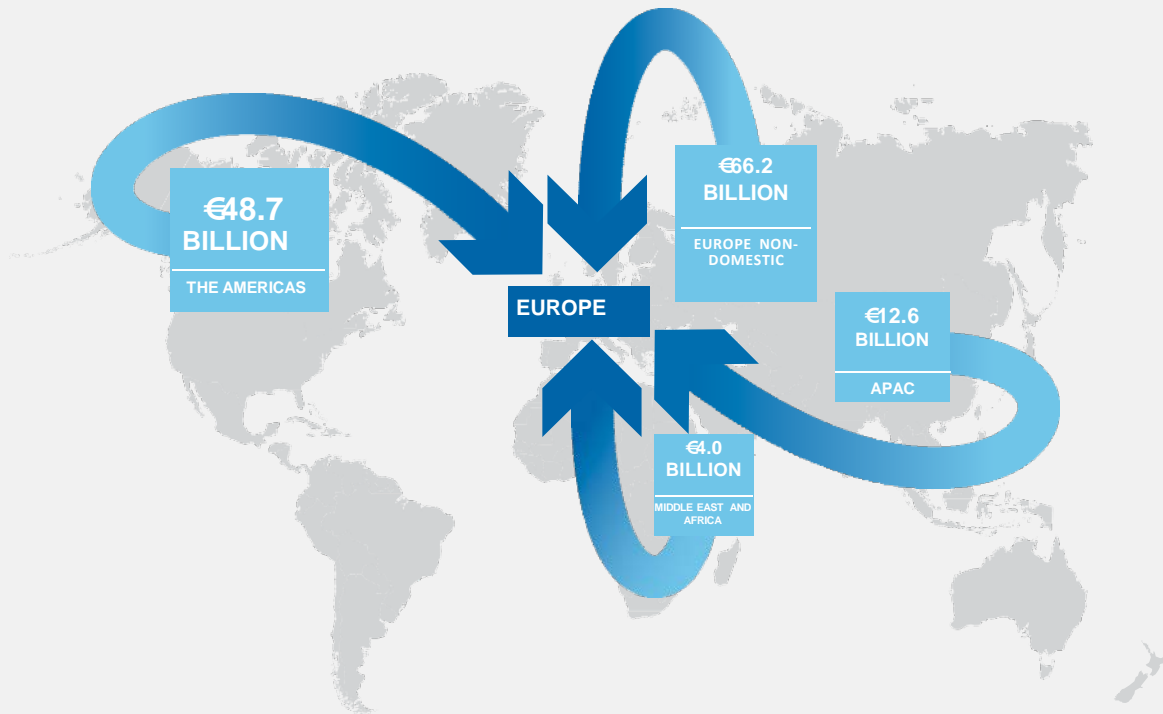 €66.2
BILLION
EUROPE NON-
DOMESTIC
€48.7
BILLION
THE AMERICAS
EUROPE
€12.6
BILLION
APAC
€4.0
BILLION
MIDDLE EAST AND
AFRICA